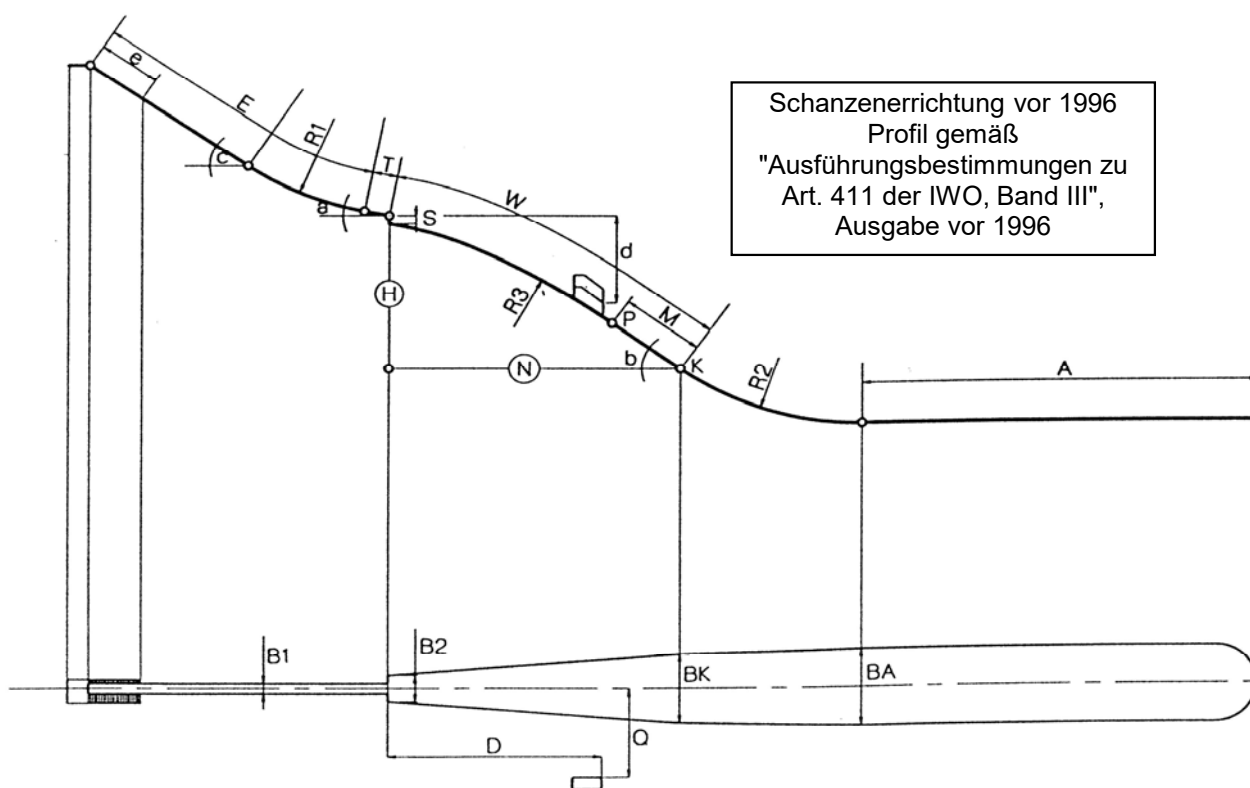 e
E
R1
C
a
T
S
W
H
d
R3
P
M
b
K
N
R2
A
Schanzenerrichtung vor 1996
Profil gemäß
"Ausführungsbestimmungen zu
Art. 411 der IWO, Band III",
Ausgabe vor 1996
B1
B2
BK
BA
D
Q